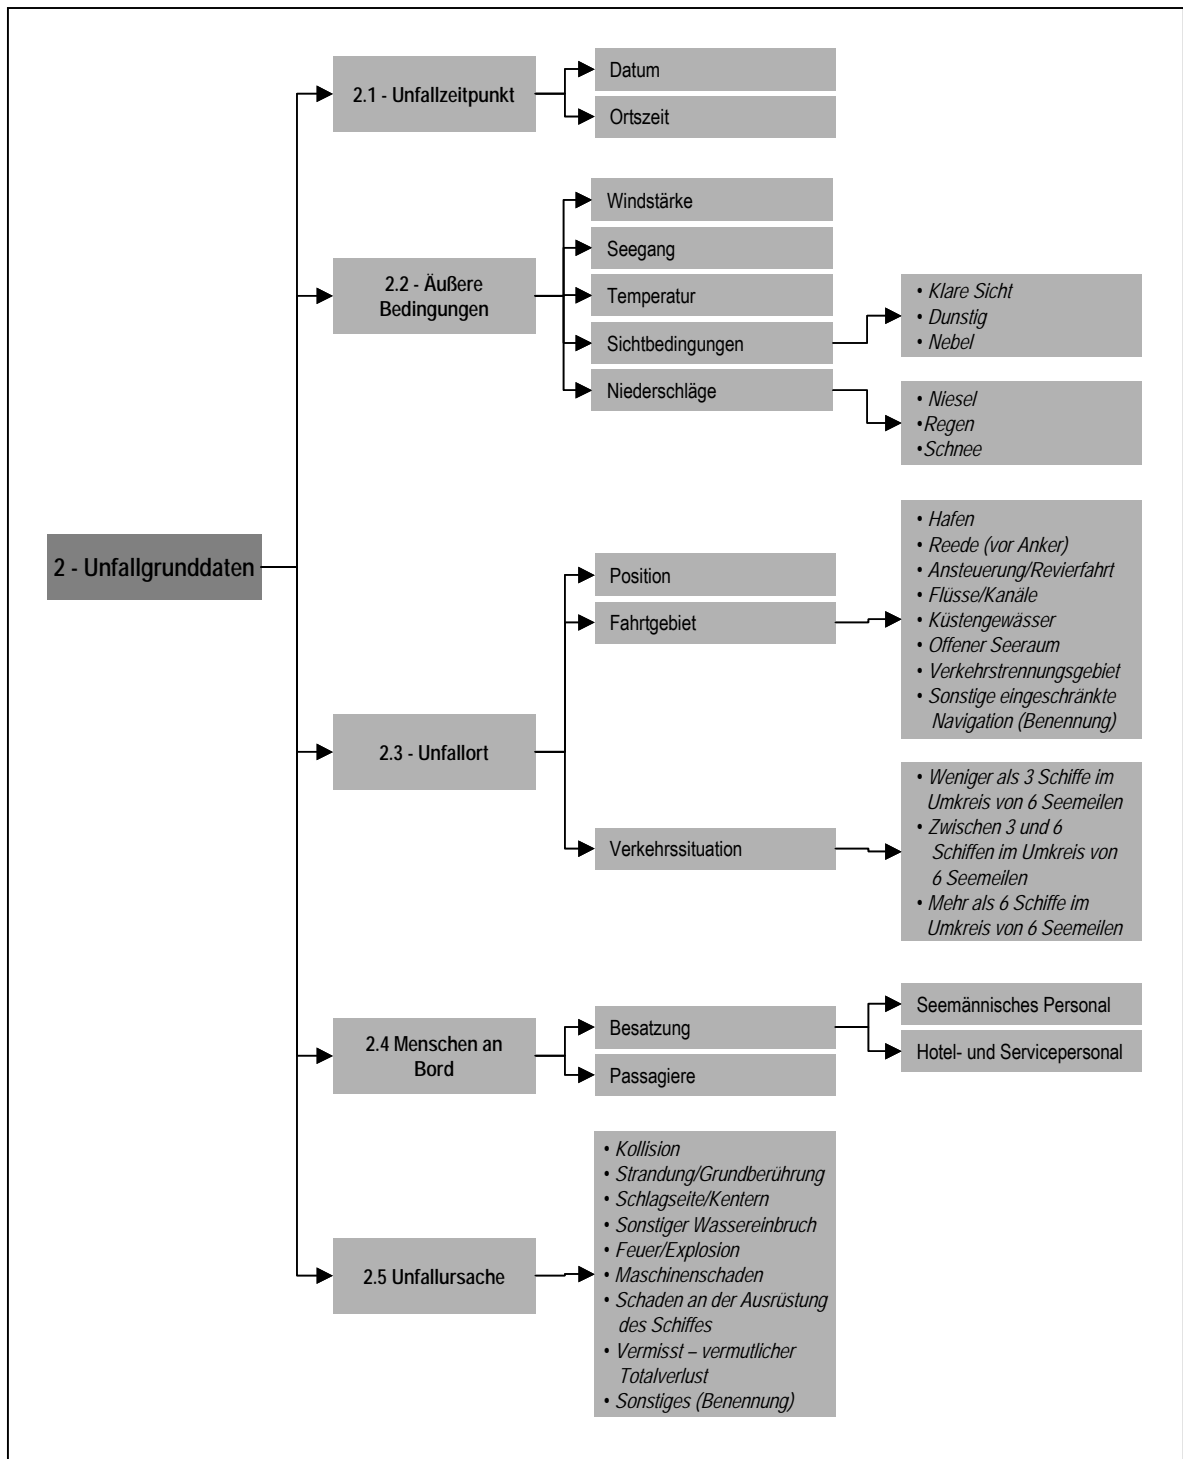 2 - Unfallgrunddaten
2.1 - Unfallzeitpunkt
Datum
Ortszeit
2.2 - Äußere
Bedingungen
Windstärke
Seegang
Temperatur
Sichtbedingungen
• Klare Sicht
• Dunstig
• Nebel
Niederschläge
• Niesel
•Regen
•Schnee
2.3 - Unfallort
Position
Fahrtgebiet
• Hafen
• Reede (vor Anker)
• Ansteuerung/Revierfahrt
• Flüsse/Kanäle
• Küstengewässer
• Offener Seeraum
• Verkehrstrennungsgebiet
• Sonstige eingeschränkte
Navigation (Benennung)
Verkehrssituation
• Weniger als 3 Schiffe im
Umkreis von 6 Seemeilen
• Zwischen 3 und 6
Schiffen im Umkreis von
6 Seemeilen
• Mehr als 6 Schiffe im
Umkreis von 6 Seemeilen
2.4 Menschen an
Bord
Besatzung
Seemännisches Personal
Hotel- und Servicepersonal
Passagiere
2.5 Unfallursache
• Kollision
• Strandung/Grundberührung
• Schlagseite/Kentern
• Sonstiger Wassereinbruch
• Feuer/Explosion
• Maschinenschaden
• Schaden an der Ausrüstung
des Schiffes
• Vermisst – vermutlicher
Totalverlust
• Sonstiges (Benennung)